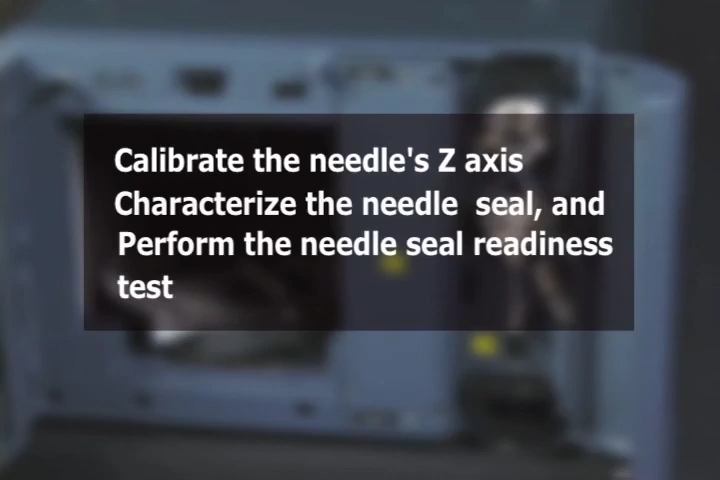 Calibrate the needle's Z axis
Characterize the needle  seal, and
Perform the needle seal readiness
test